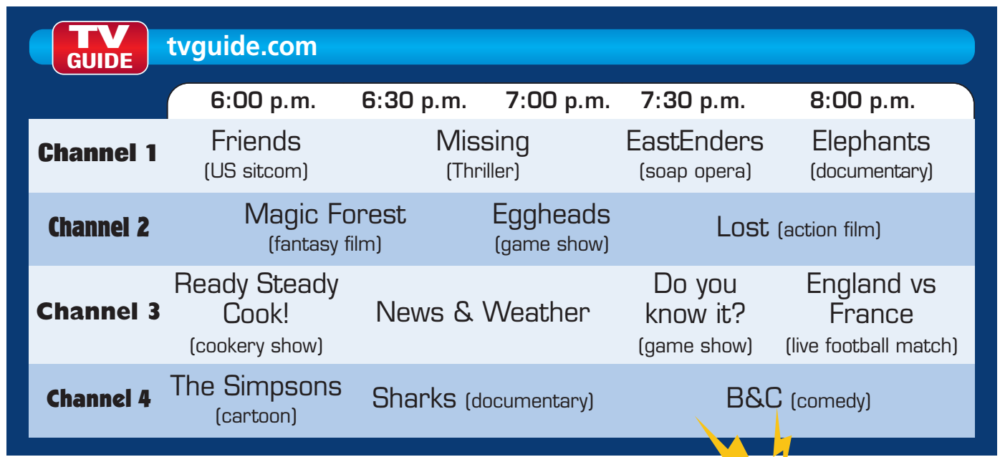 TV
GUIDE
tvguide.com
6:00 p.m. 6:30 p.m. 7:00 p.m. 7:30 p.m. 8:00 p.m.
Channel 1
Friends
(US sitcom)
Missing
(Thriller)
EastEnders
(soap opera)
Elephants
(documentary)
Channel 2
Magic Forest
(fantasy film)
Eggheads
(game show)
Lost (action film)
Channel 3
Ready Steady
Cook!
(cookery show)
News & Weather
Do you
know it?
(game show)
England vs
France
(live football match)
Channel 4
The Simpsons
(cartoon)
Sharks (documentary)
B&C (comedy)